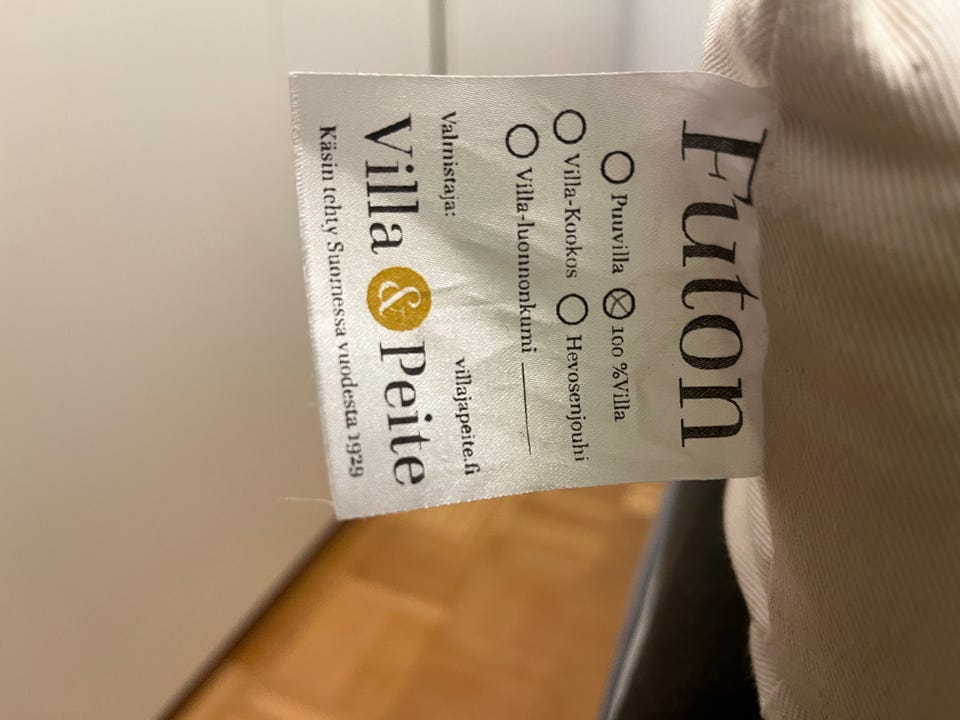 Futon
○ Puuvilla ⊗ 100 %Villa
○ Villa-Kookos ○ Hevosenjouhi
○ Villa-luonnonkumi ______
Valmistaja: villajapeite.fi
Villa & Peite
Käsin tehty Suomessa vuodesta 1929